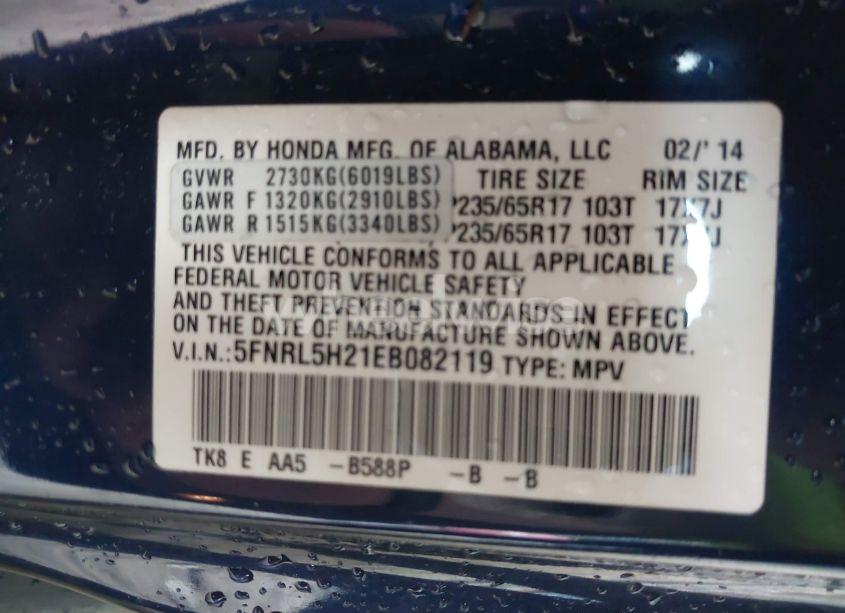 MFD. BY HONDA MFG. OF ALABAMA, LLC 02/' 14
GVWR 2730KG(6019LBS) TIRE SIZE RIM SIZE
GAWR F 1320KG(2910LBS) P235/65R17 103T 17X7J
GAWR R 1515KG(3340LBS) P235/65R17 103T 17X7J
THIS VEHICLE CONFORMS TO ALL APPLICABLE
FEDERAL MOTOR VEHICLE SAFETY
AND THEFT PREVENTION STANDARDS IN EFFECT
ON THE DATE OF MANUFACTURE SHOWN ABOVE.
V.I.N.: 5FNRL5H21EB082119 TYPE: MPV
TK8 E AA5 -B588P -B -B